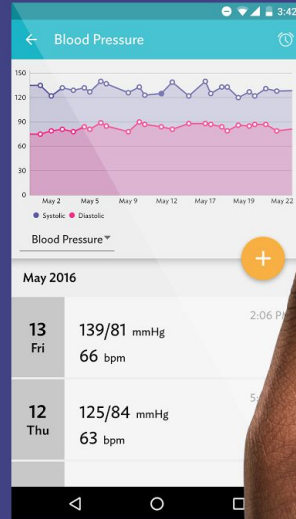 3:42
Blood Pressure
150
120
90
60
30
0
May 2 May 5 May 9 May 12 May 17 May 19 May 22
Systolic Diastolic
Blood Pressure
+
May 2016
2:06 P
13 139/81 mmHg
Fri 66 bpm
12 125/84 mmHg
Thu 63 bpm